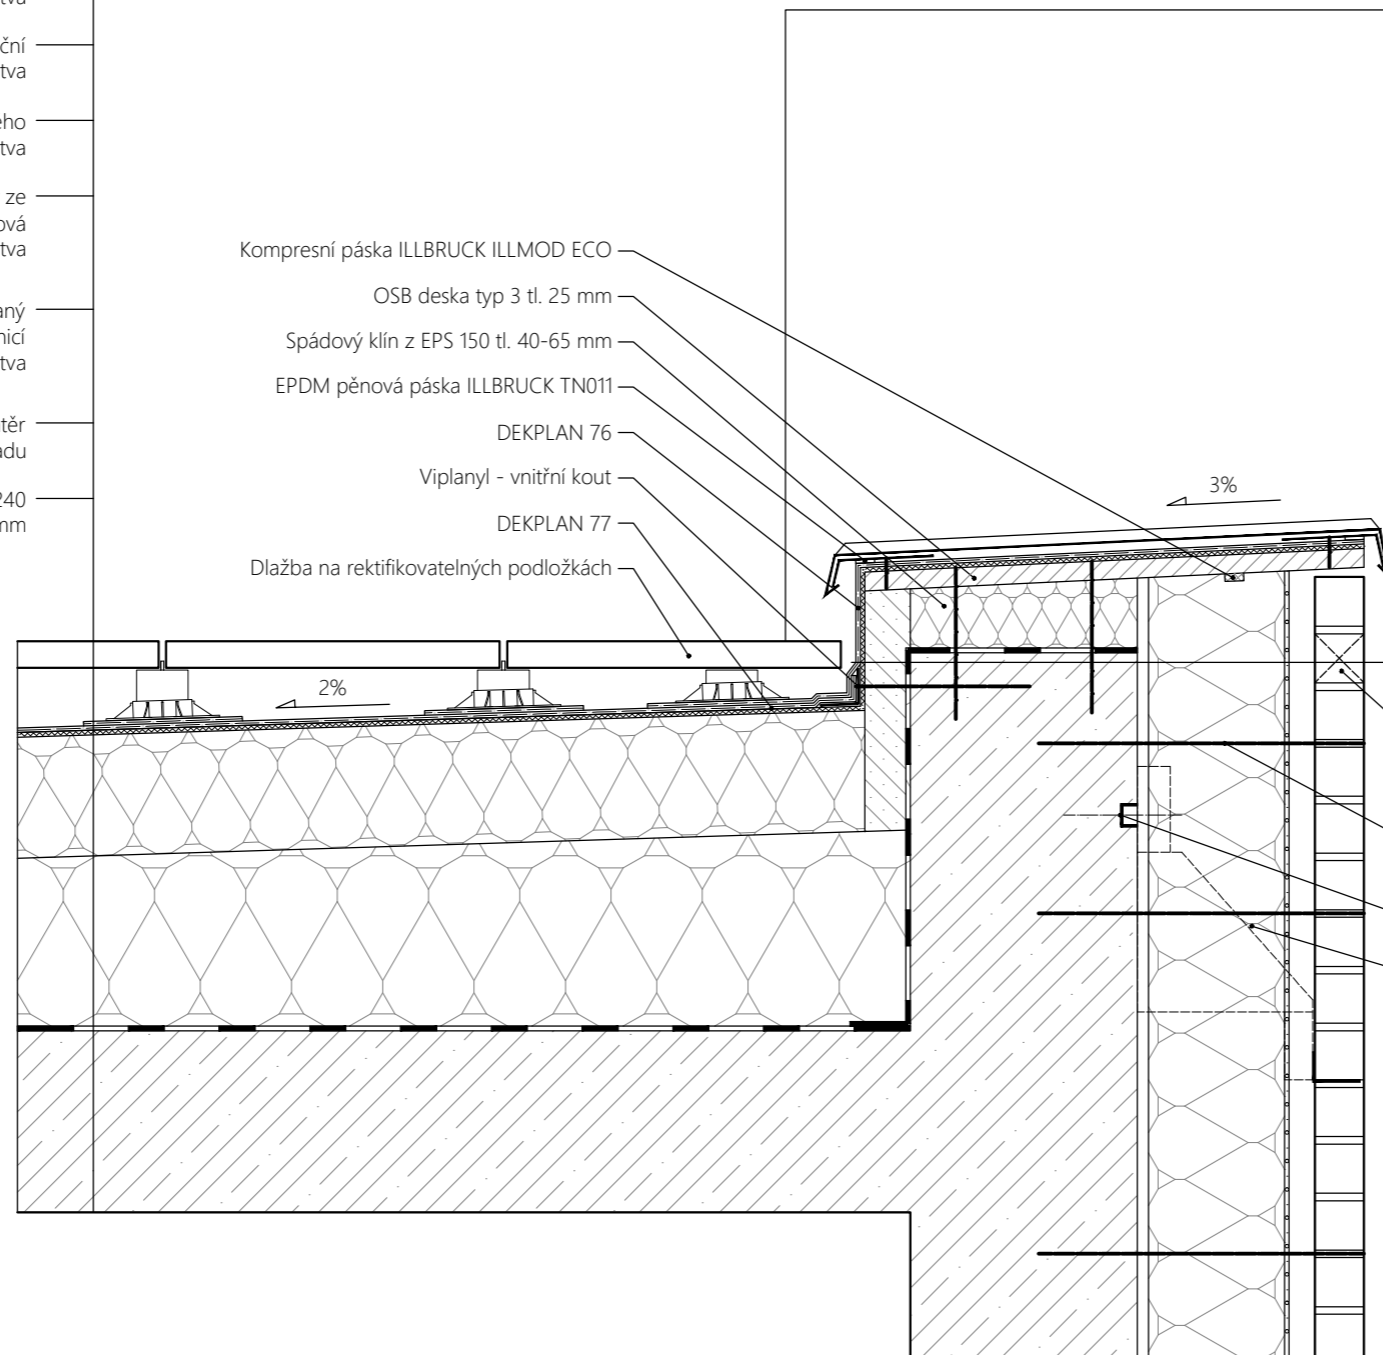 tva
ční
tva
ého
tva
ze
ová
tva
aný
nicí
tva
těr
adu
240
mm
Kompresní páska ILLBRUCK ILLMOD ECO
OSB deska typ 3 tl. 25 mm
Spádový klín z EPS 150 tl. 40-65 mm
EPDM pěnová páska ILLBRUCK TN011
DEKPLAN 76
Viplanyl - vnitřní kout
DEKPLAN 77
Dlažba na rektifikovatelných podložkách
3%
2%